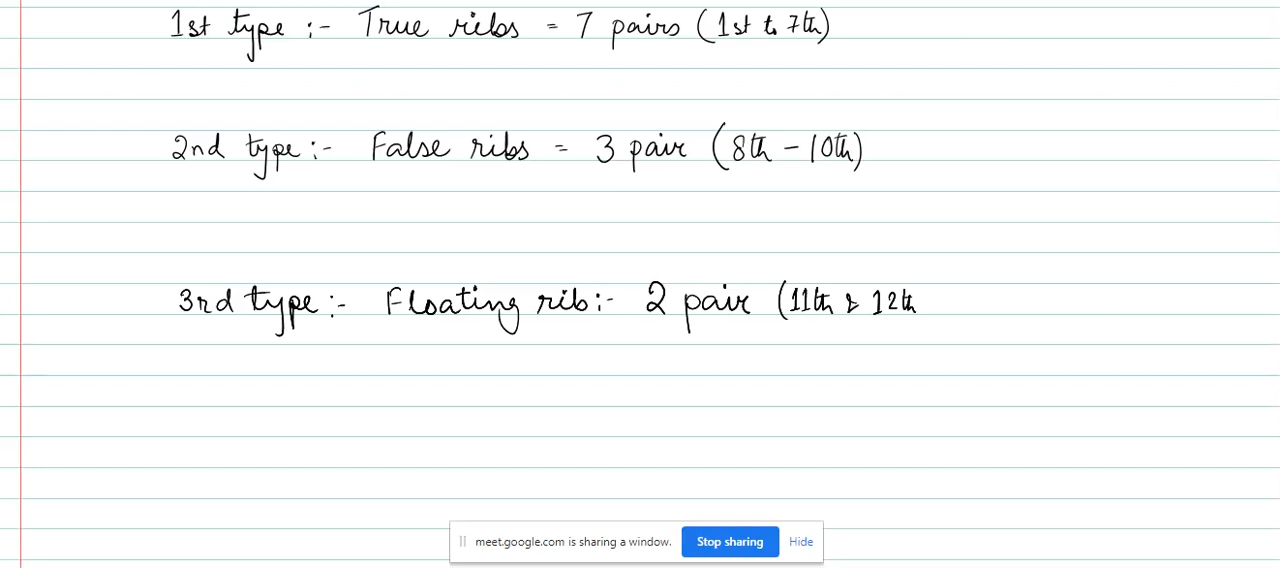 1st type :- True ribs = 7 pairs (1st to 7th)
2nd type :- False ribs = 3 pair (8th - 10th)
3rd type :- Floating rib :- 2 pair (11th & 12th
meet.google.com is sharing a window. Stop sharing Hide